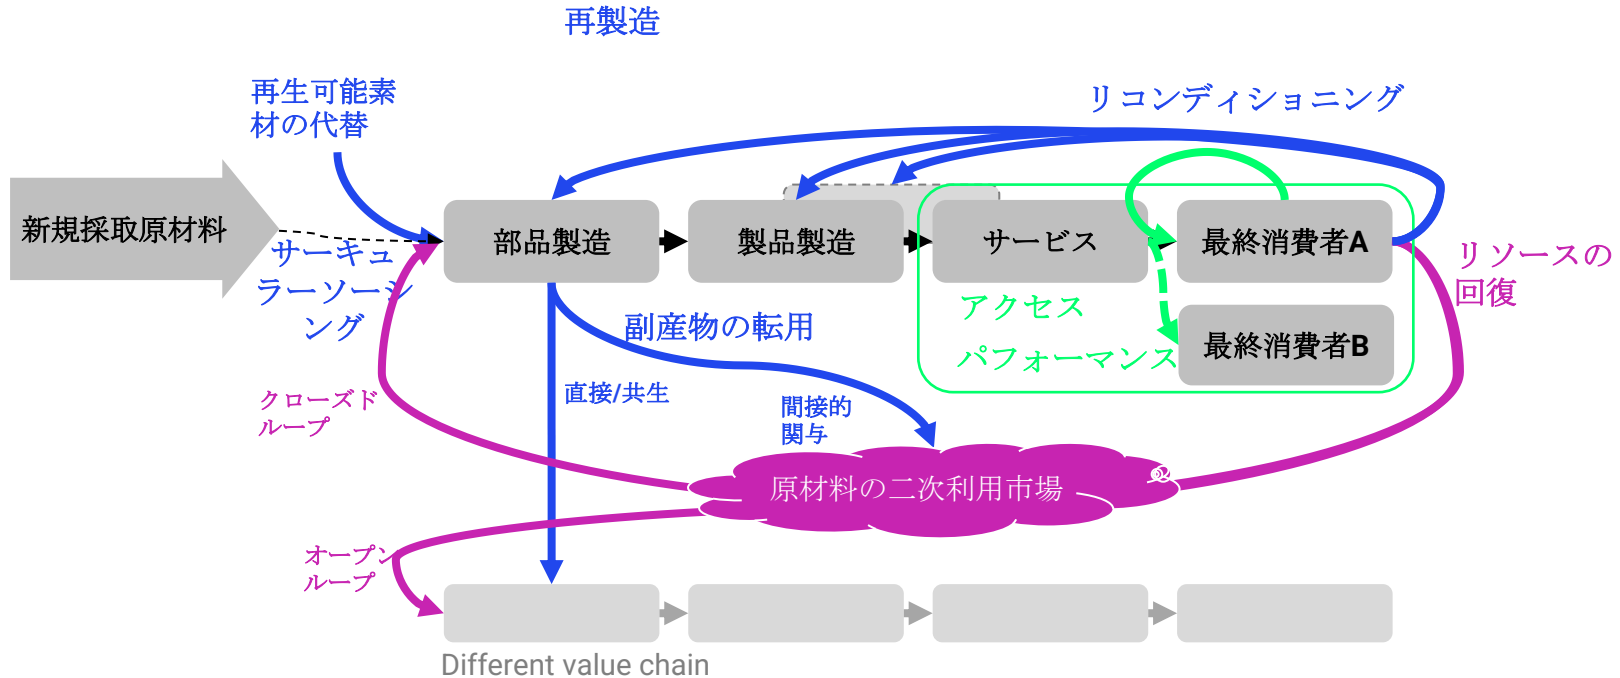 再製造
再生可能素
材の代替
リコンディショニング
新規採取原材料
サーキュ
ラーソーシ
ング
部品製造
製品製造
サービス
最終消費者A
リソースの
回復
アクセス
パフォーマンス
最終消費者B
副産物の転用
直接/共生
間接的
関与
クローズド
ループ
原材料の二次利用市場
オープン
ループ
Different value chain